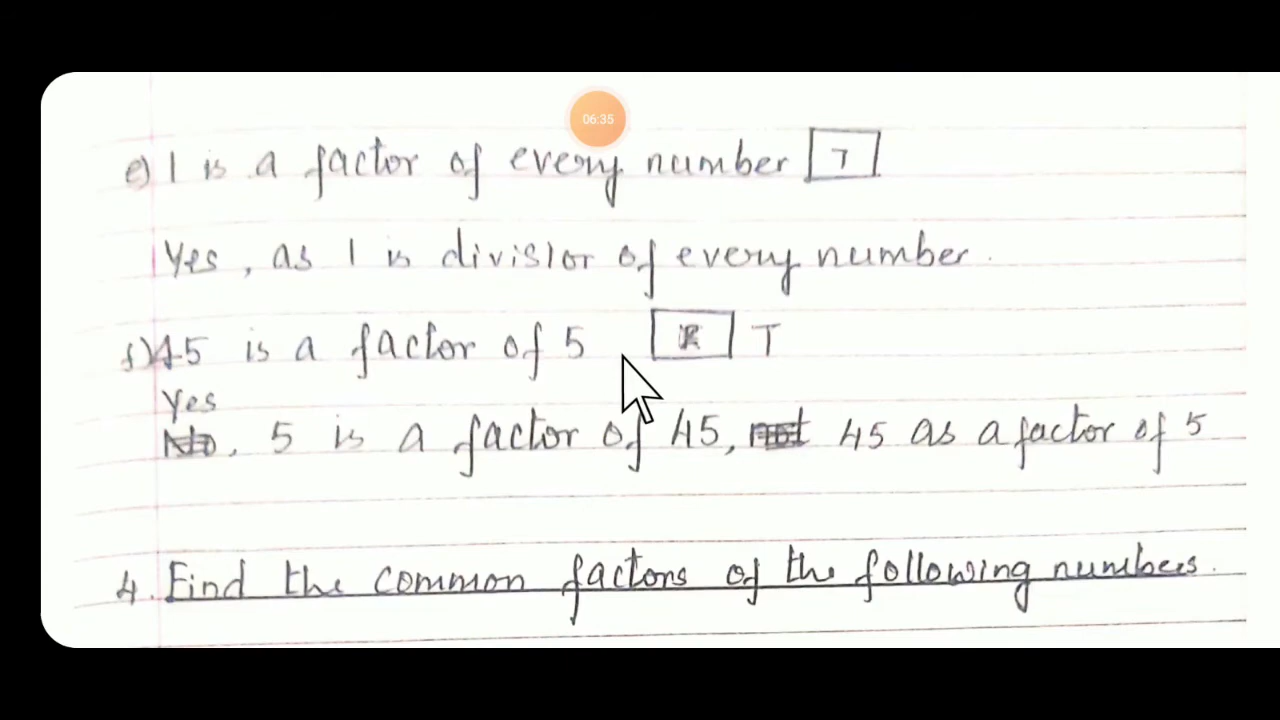 06:35
e) 1 is a factor of every number T
Yes, as 1 is divisior of every number.
f) 45 is a factor of 5 T
Yes
No, 5 is a factor of 45, not 45 as a factor of 5
4. Find the common factors of the following numbers.